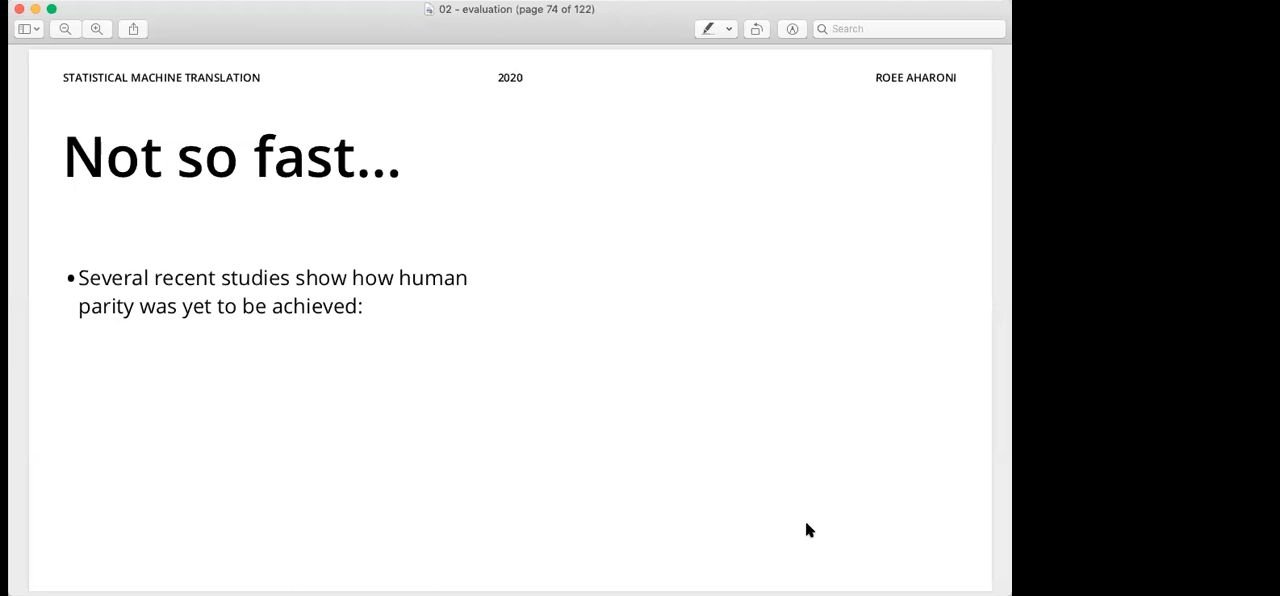 02 - evaluation (page 74 of 122)
Search
STATISTICAL MACHINE TRANSLATION 2020 ROEE AHARONI
Not so fast...
•Several recent studies show how human
parity was yet to be achieved: